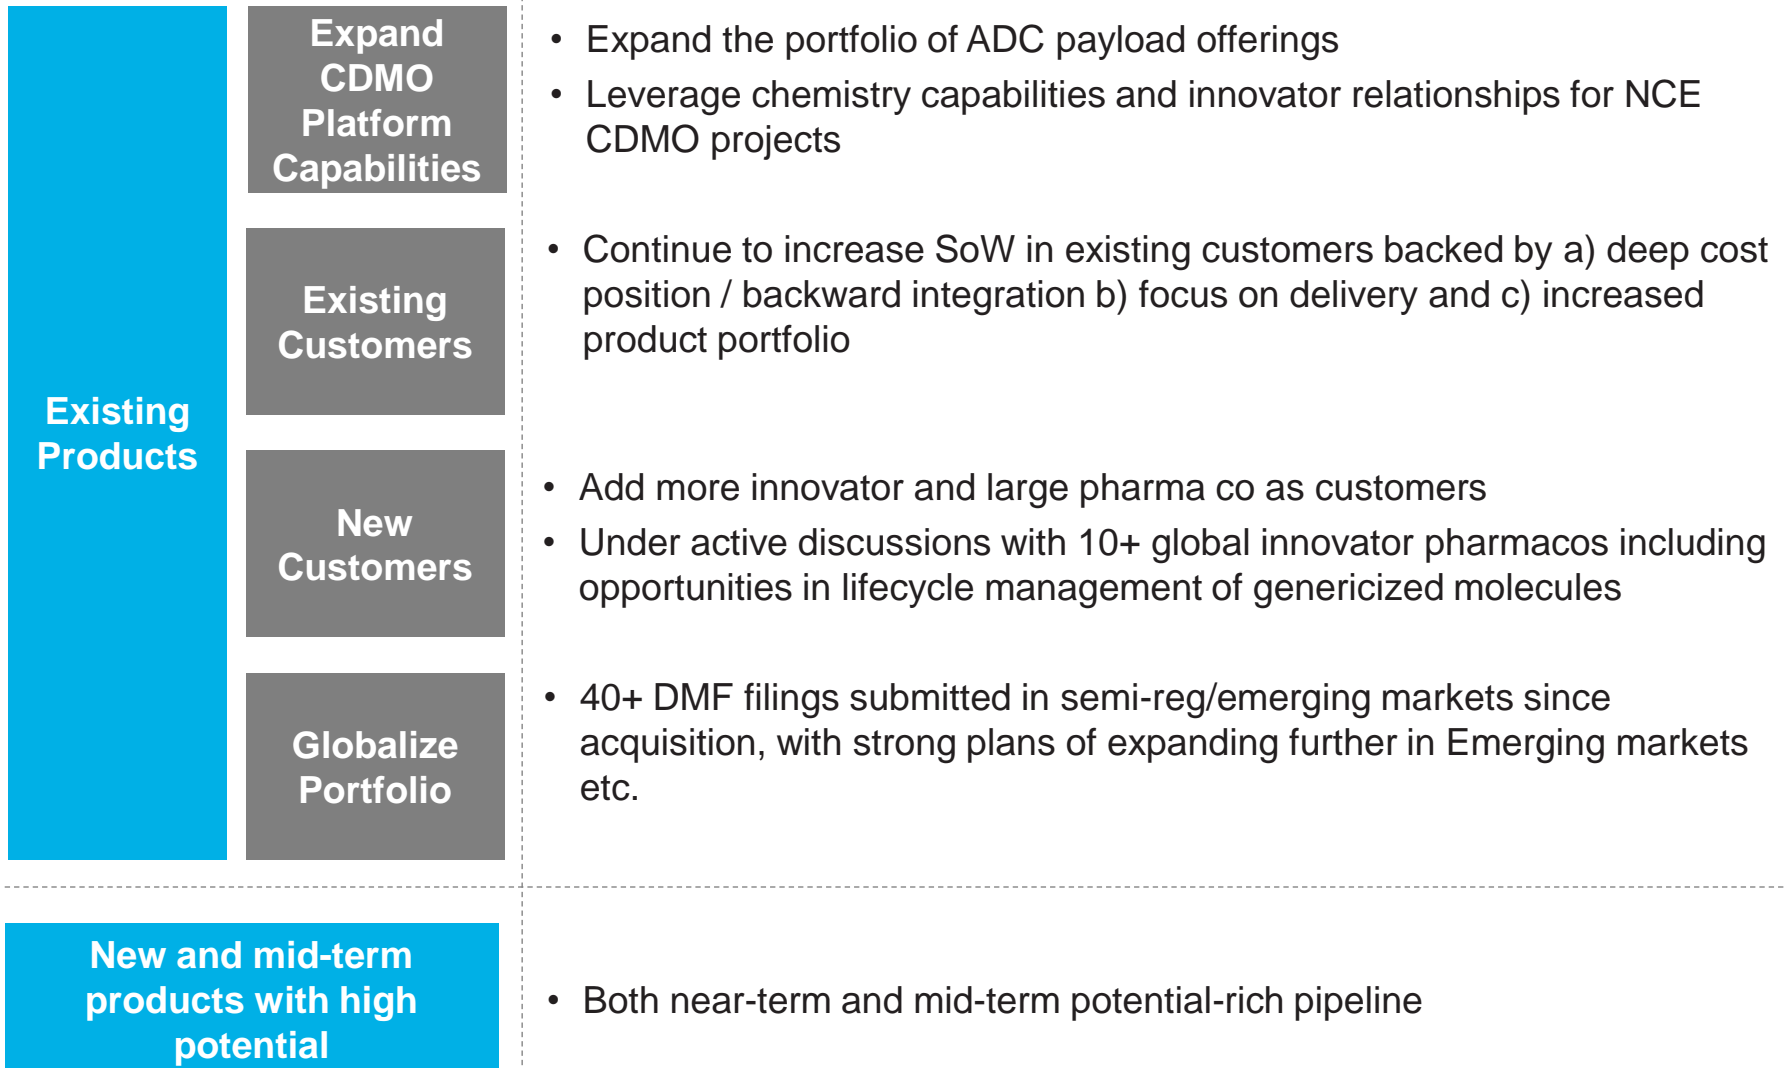 Existing
Products
Expand
CDMO
Platform
Capabilities
• Expand the portfolio of ADC payload offerings
• Leverage chemistry capabilities and innovator relationships for NCE
CDMO projects
Existing
Customers
• Continue to increase SoW in existing customers backed by a) deep cost
position / backward integration b) focus on delivery and c) increased
product portfolio
New
Customers
• Add more innovator and large pharma co as customers
• Under active discussions with 10+ global innovator pharmacos including
opportunities in lifecycle management of genericized molecules
Globalize
Portfolio
• 40+ DMF filings submitted in semi-reg/emerging markets since
acquisition, with strong plans of expanding further in Emerging markets
etc.
New and mid-term
products with high
potential
• Both near-term and mid-term potential-rich pipeline